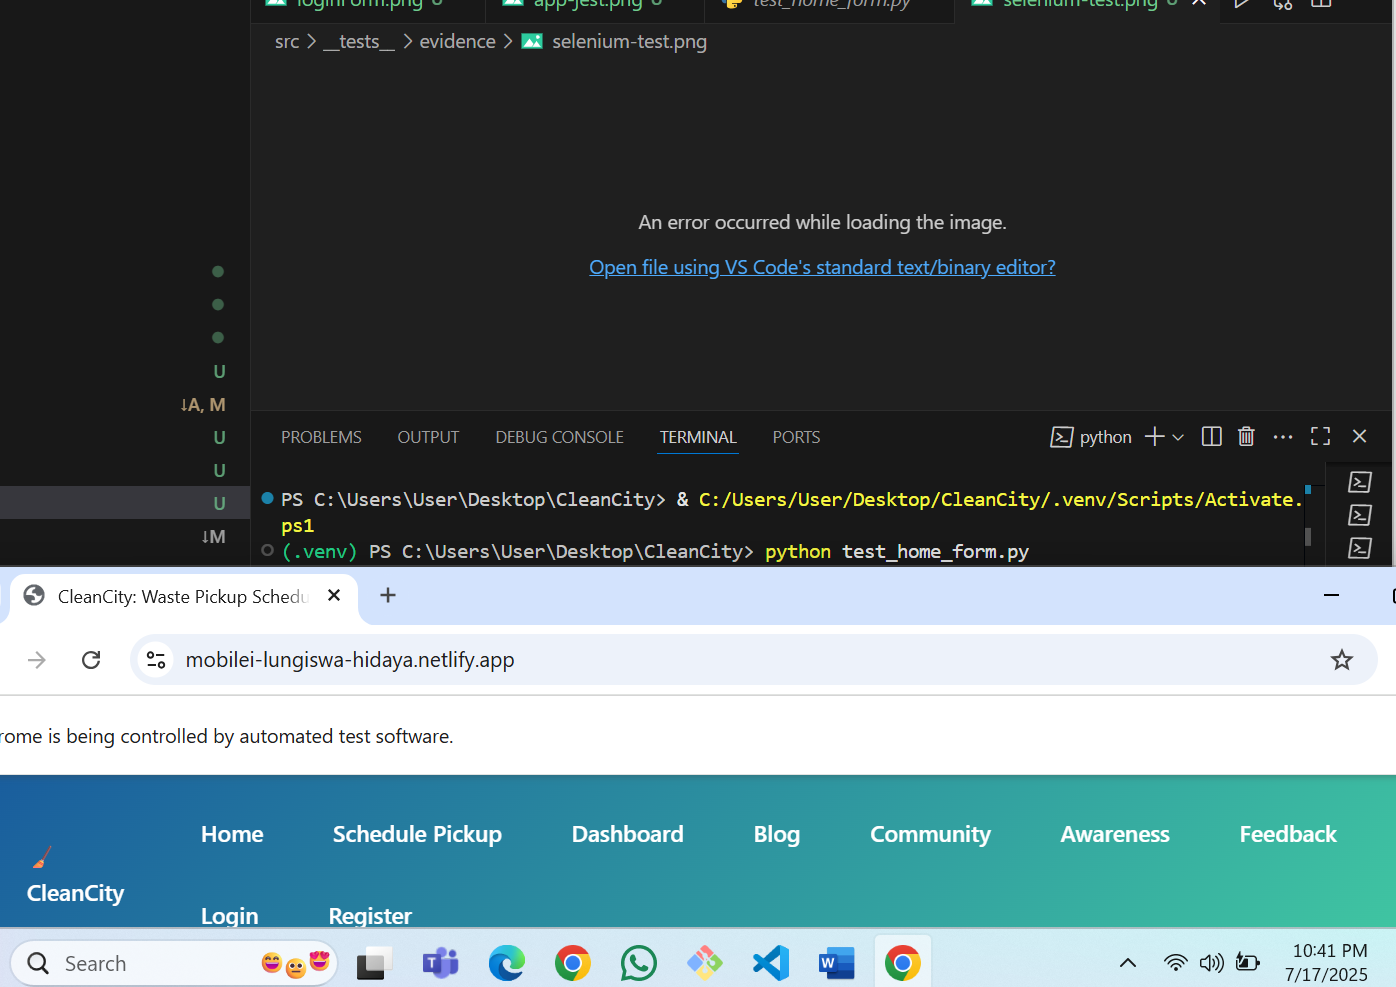 loginForm.png U
app-jest.png U
test_home_form.py
selenium-test.png U
src > __tests__ > evidence > selenium-test.png
An error occurred while loading the image.
Open file using VS Code's standard text/binary editor?
U
↓A, M
U
U
U
↓M
PROBLEMS OUTPUT DEBUG CONSOLE TERMINAL PORTS python
PS C:\Users\User\Desktop\CleanCity> & C:/Users/User/Desktop/CleanCity/.venv/Scripts/Activate.
ps1
(.venv) PS C:\Users\User\Desktop\CleanCity> python test_home_form.py
CleanCity: Waste Pickup Schedu
mobilei-lungiswa-hidaya.netlify.app
rome is being controlled by automated test software.
Home Schedule Pickup Dashboard Blog Community Awareness Feedback
CleanCity
Login Register
Search
10:41 PM
7/17/2025